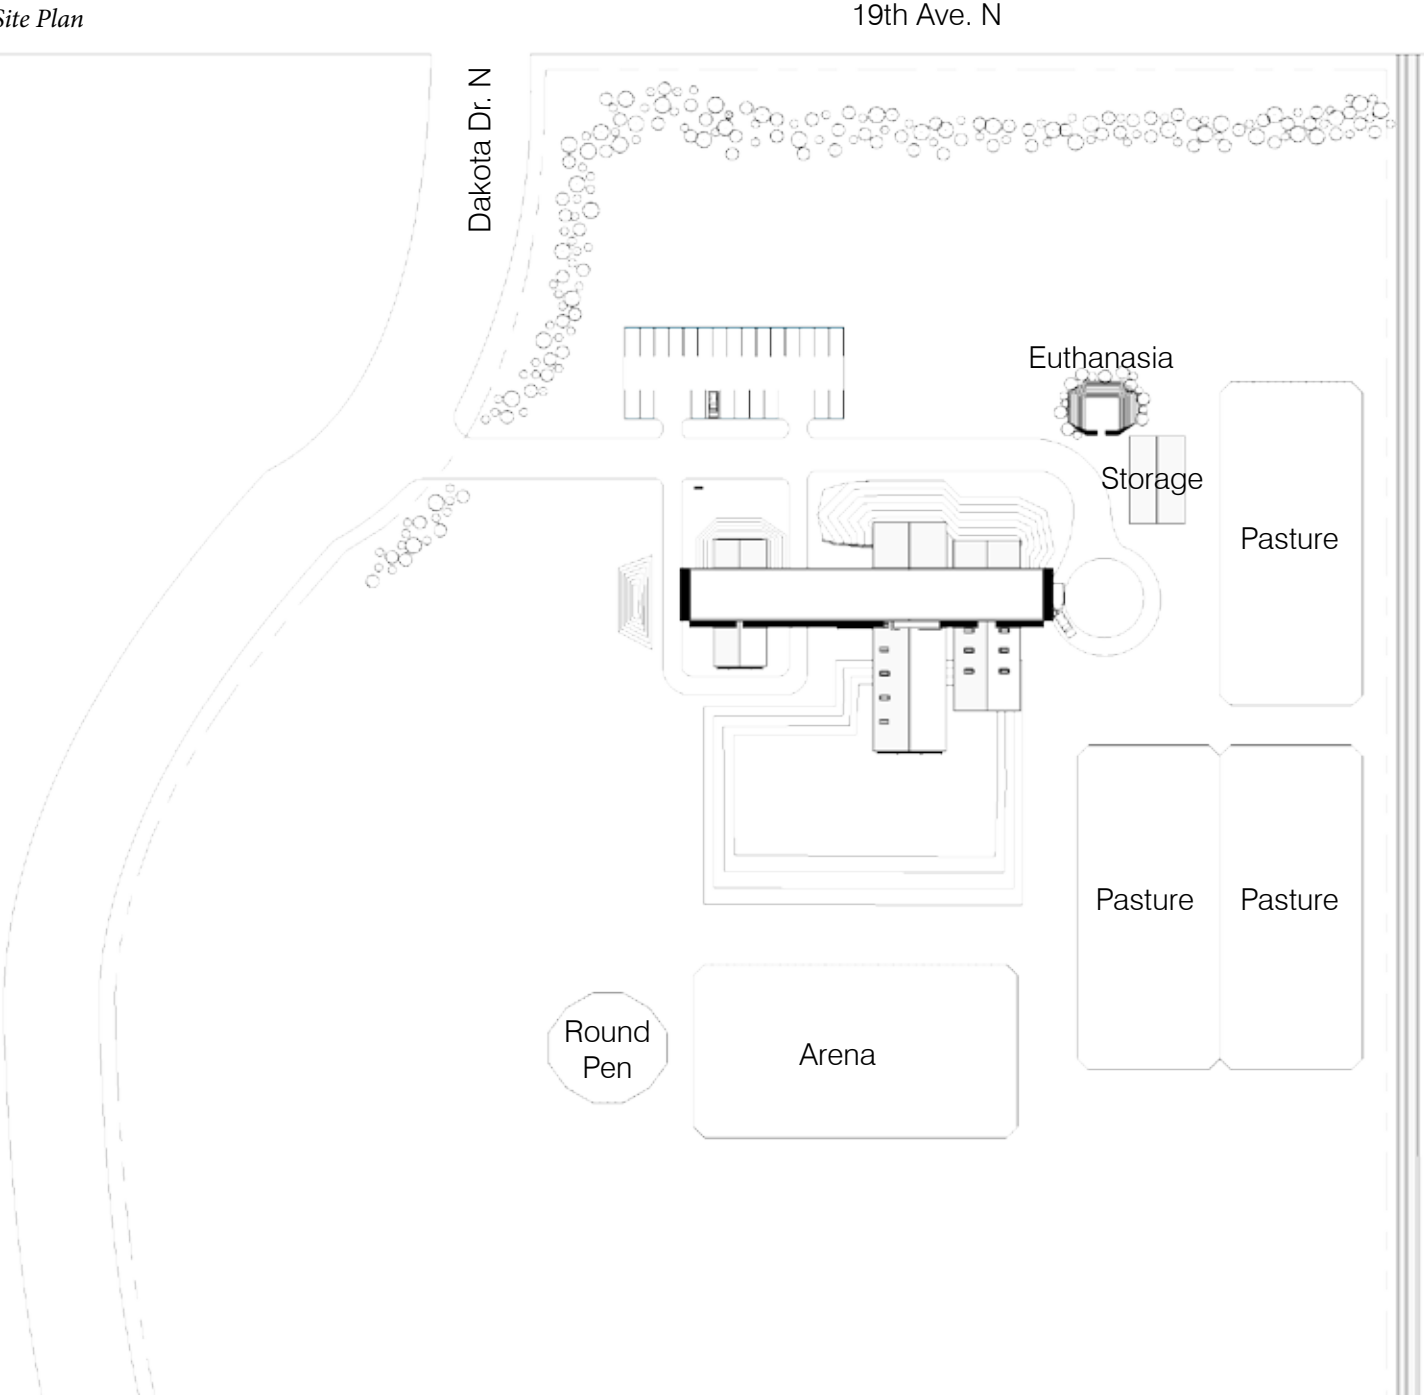 Site Plan
19th Ave. N
Dakota Dr. N
Euthanasia
Storage
Pasture
Pasture
Pasture
Round
Pen
Arena